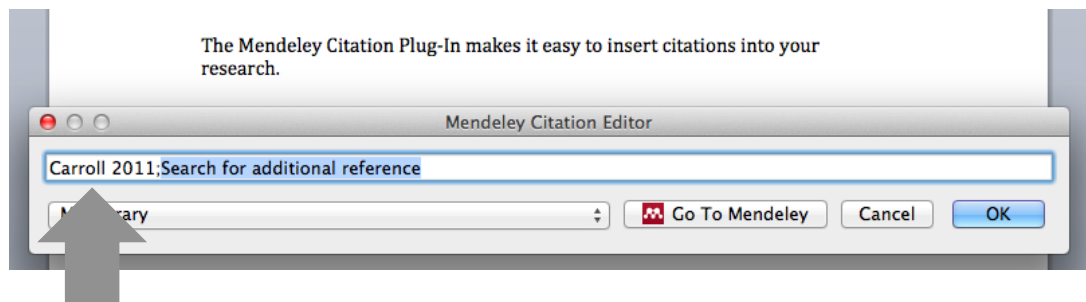 The Mendeley Citation Plug-In makes it easy to insert citations into your
research.
Mendeley Citation Editor
Carroll 2011;Search for additional reference
Go To Mendeley
Cancel
OK